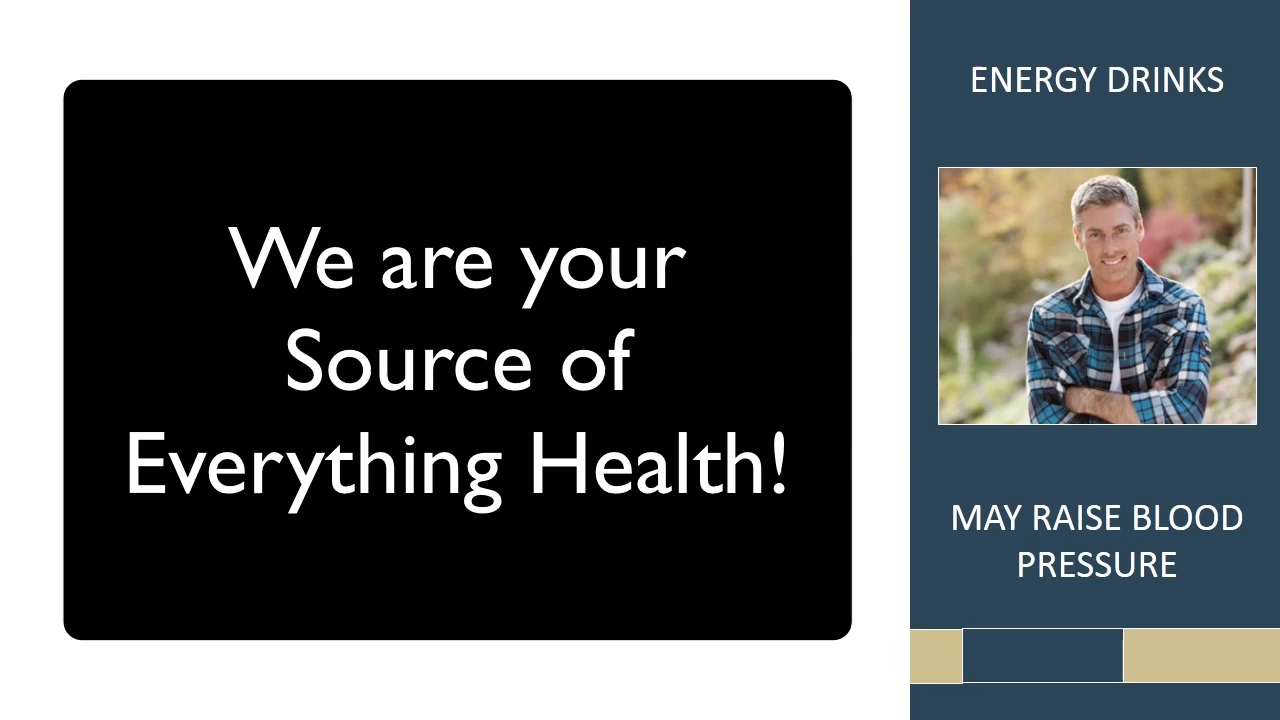 We are your
Source of
Everything Health!
ENERGY DRINKS
MAY RAISE BLOOD
PRESSURE